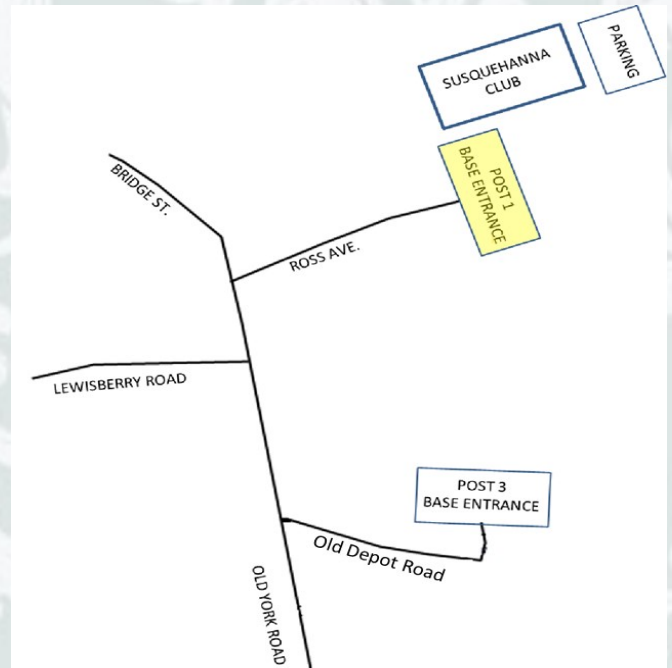 SUSQUEHANNA
CLUB
PARKING
POST 1
BASE ENTRANCE
BRIDGE ST.
ROSS AVE.
LEWISBERRY ROAD
POST 3
BASE ENTRANCE
Old Depot Road
OLD YORK ROAD